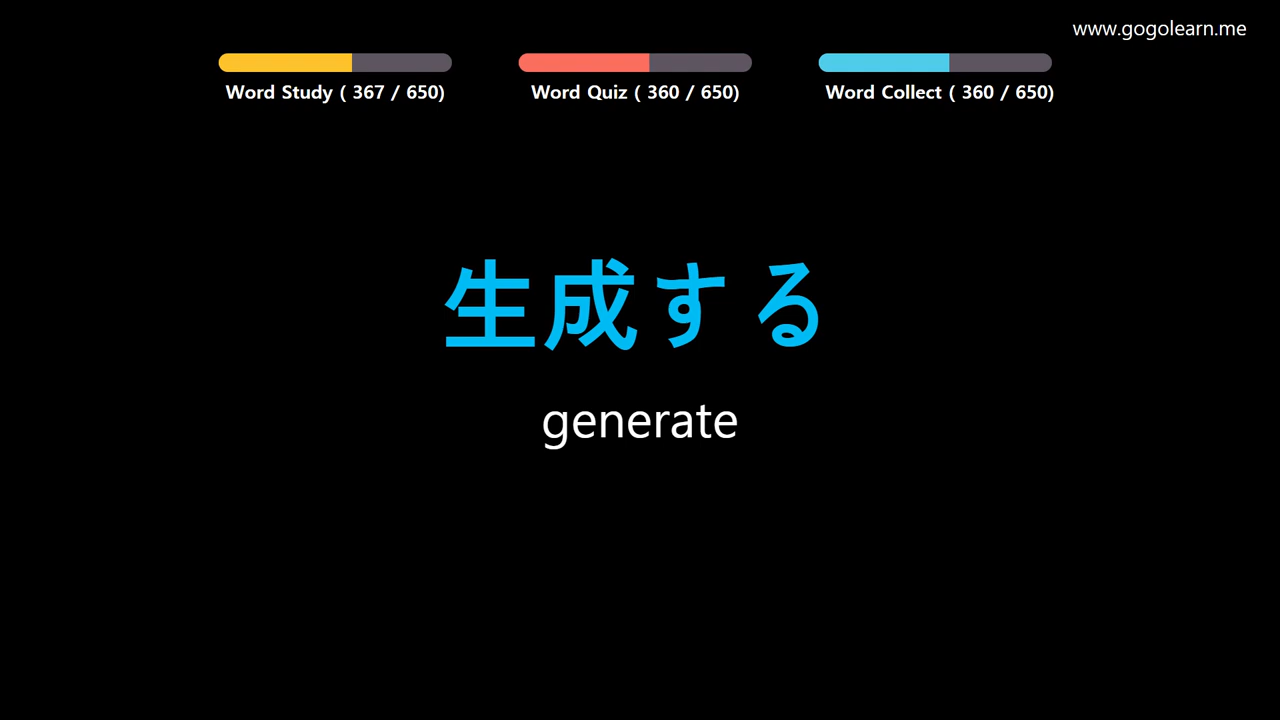 www.gogolearn.me
Word Study ( 367 / 650)
Word Quiz ( 360 / 650)
Word Collect ( 360 / 650)
生成する
generate